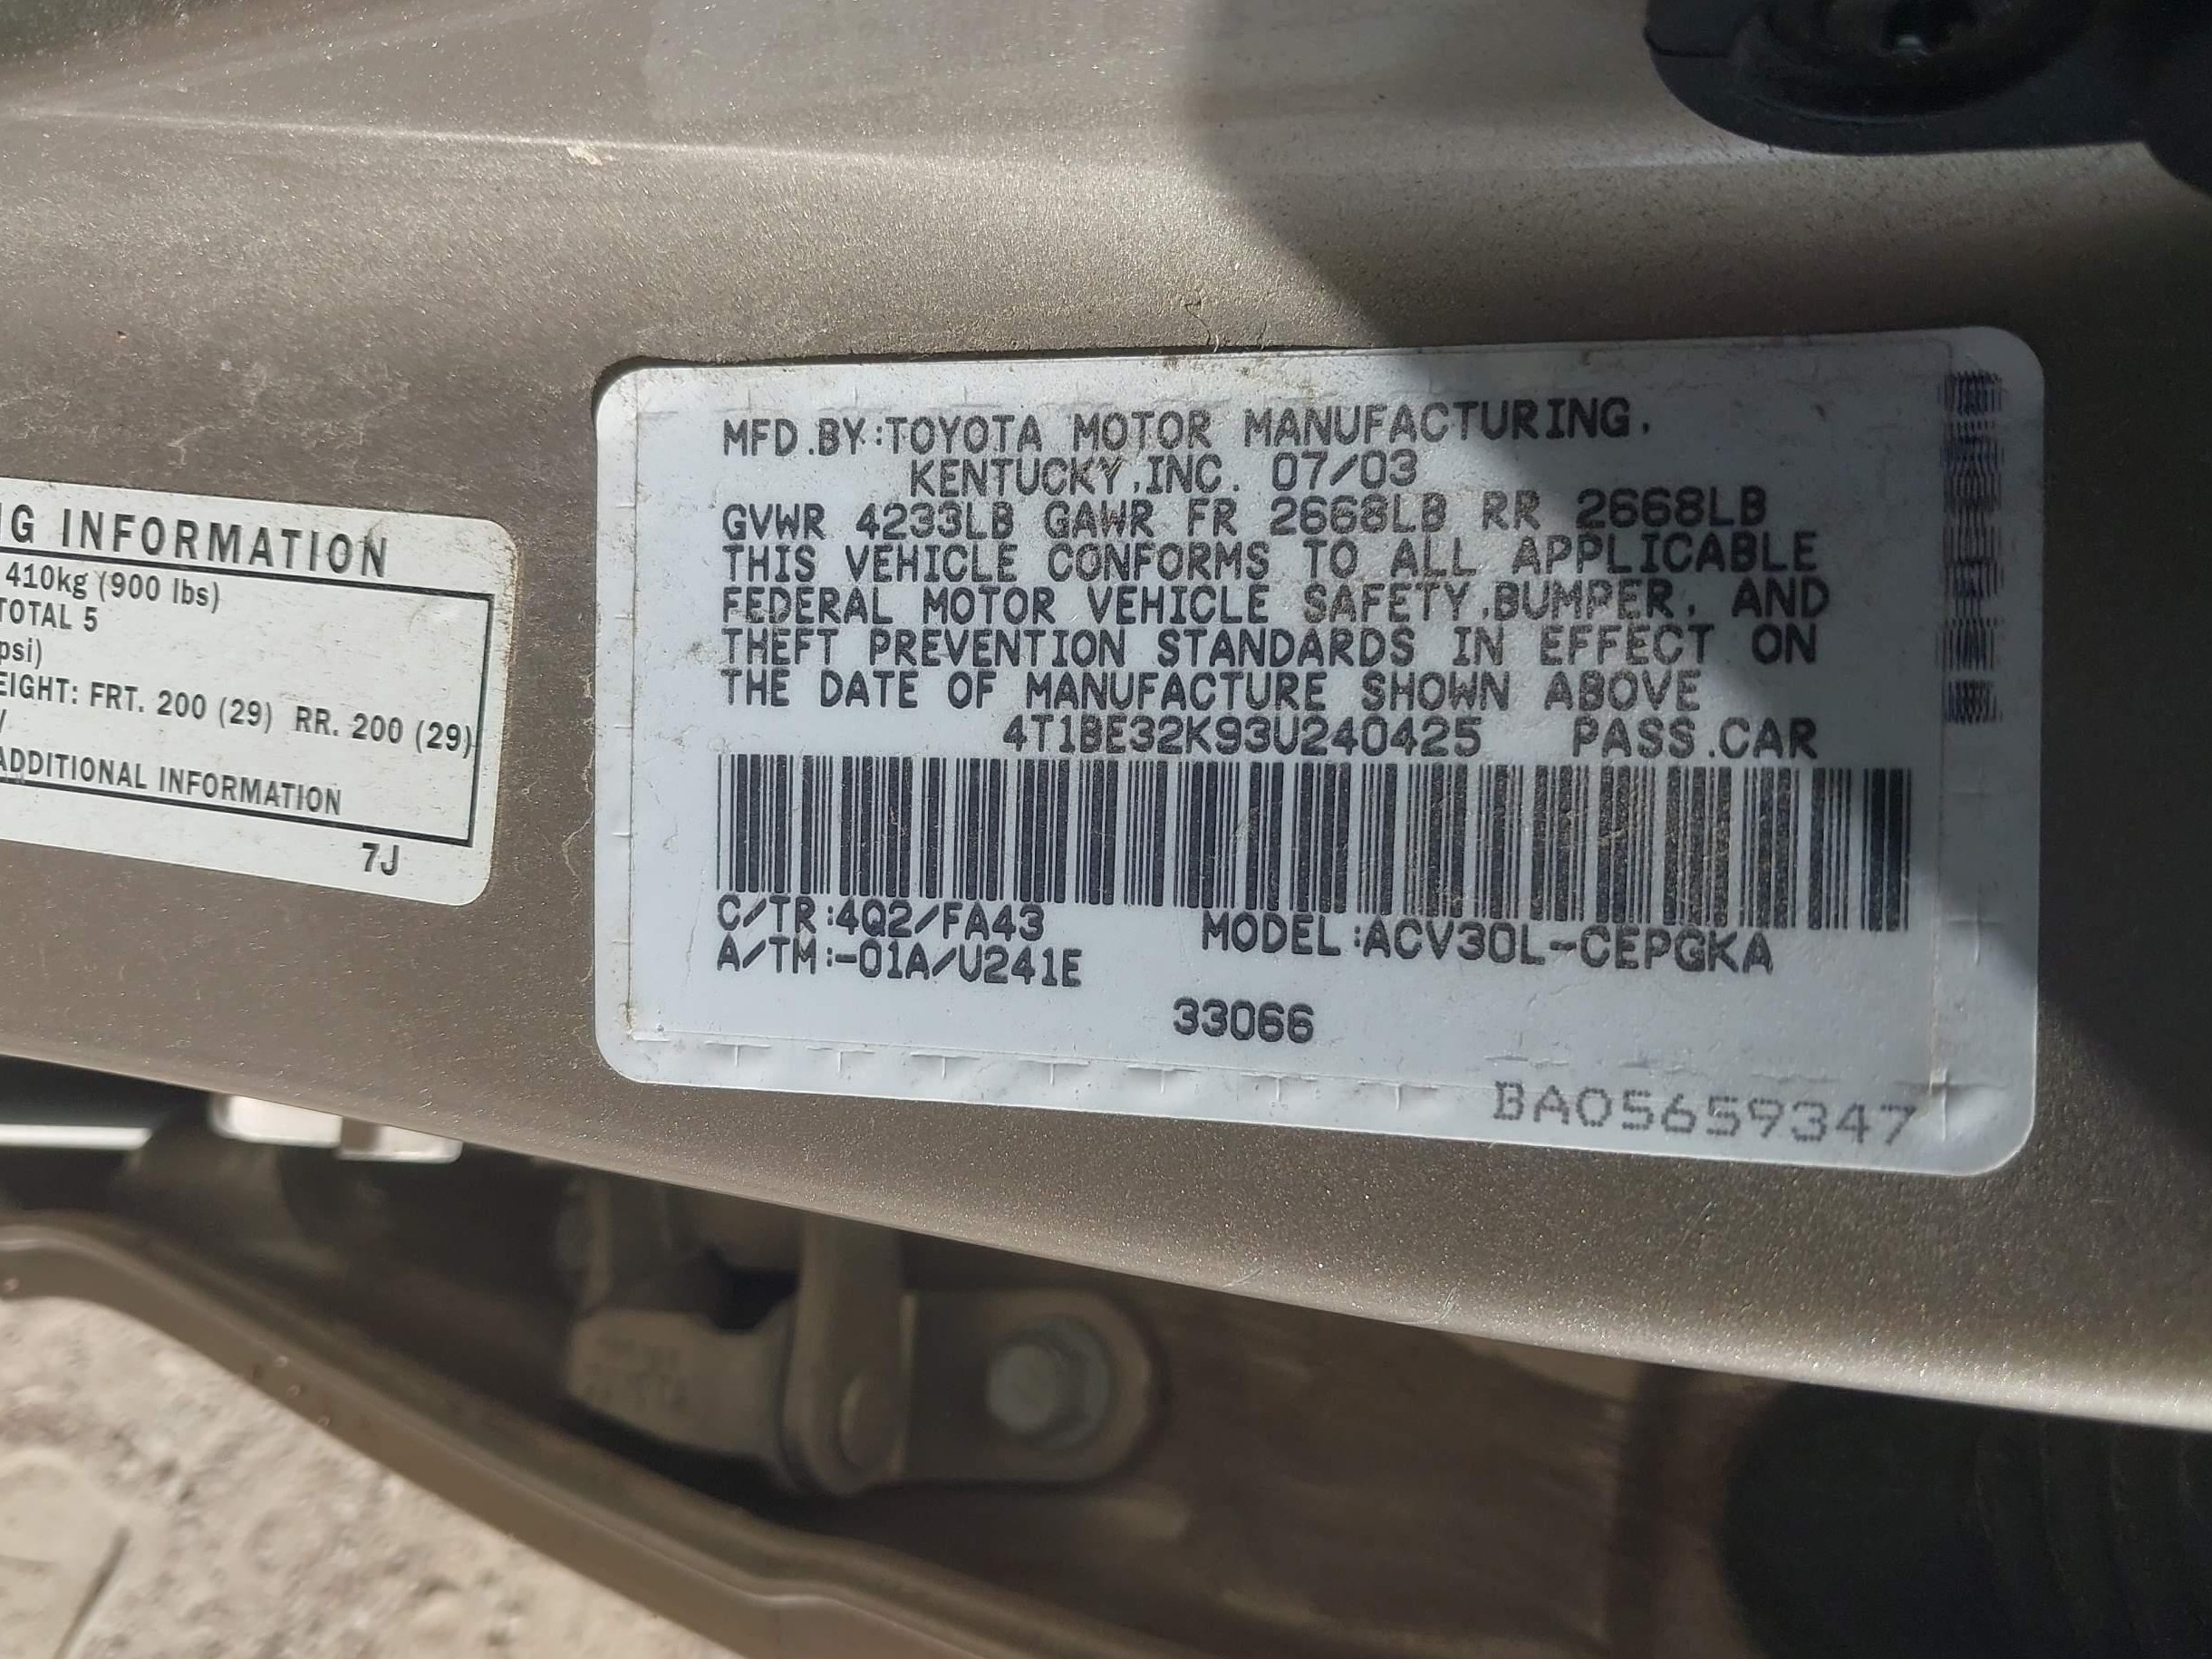 G INFORMATION
410kg (900 lbs)
TOTAL 5
psi)
EIGHT: FRT. 200 (29) RR. 200 (29)
ADDITIONAL INFORMATION
7J
MFD.BY:TOYOTA MOTOR MANUFACTURING,
KENTUCKY,INC. 07/03
GVWR 4233LB GAWR FR 2668LB RR 2668LB
THIS VEHICLE CONFORMS TO ALL APPLICABLE
FEDERAL MOTOR VEHICLE SAFETY,BUMPER, AND
THEFT PREVENTION STANDARDS IN EFFECT ON
THE DATE OF MANUFACTURE SHOWN ABOVE
4T1BE32K93U240425 PASS.CAR
C/TR:4Q2/FA43 MODEL:ACV30L-CEPGKA
A/TM:-01A/U241E
33066
BA05659347